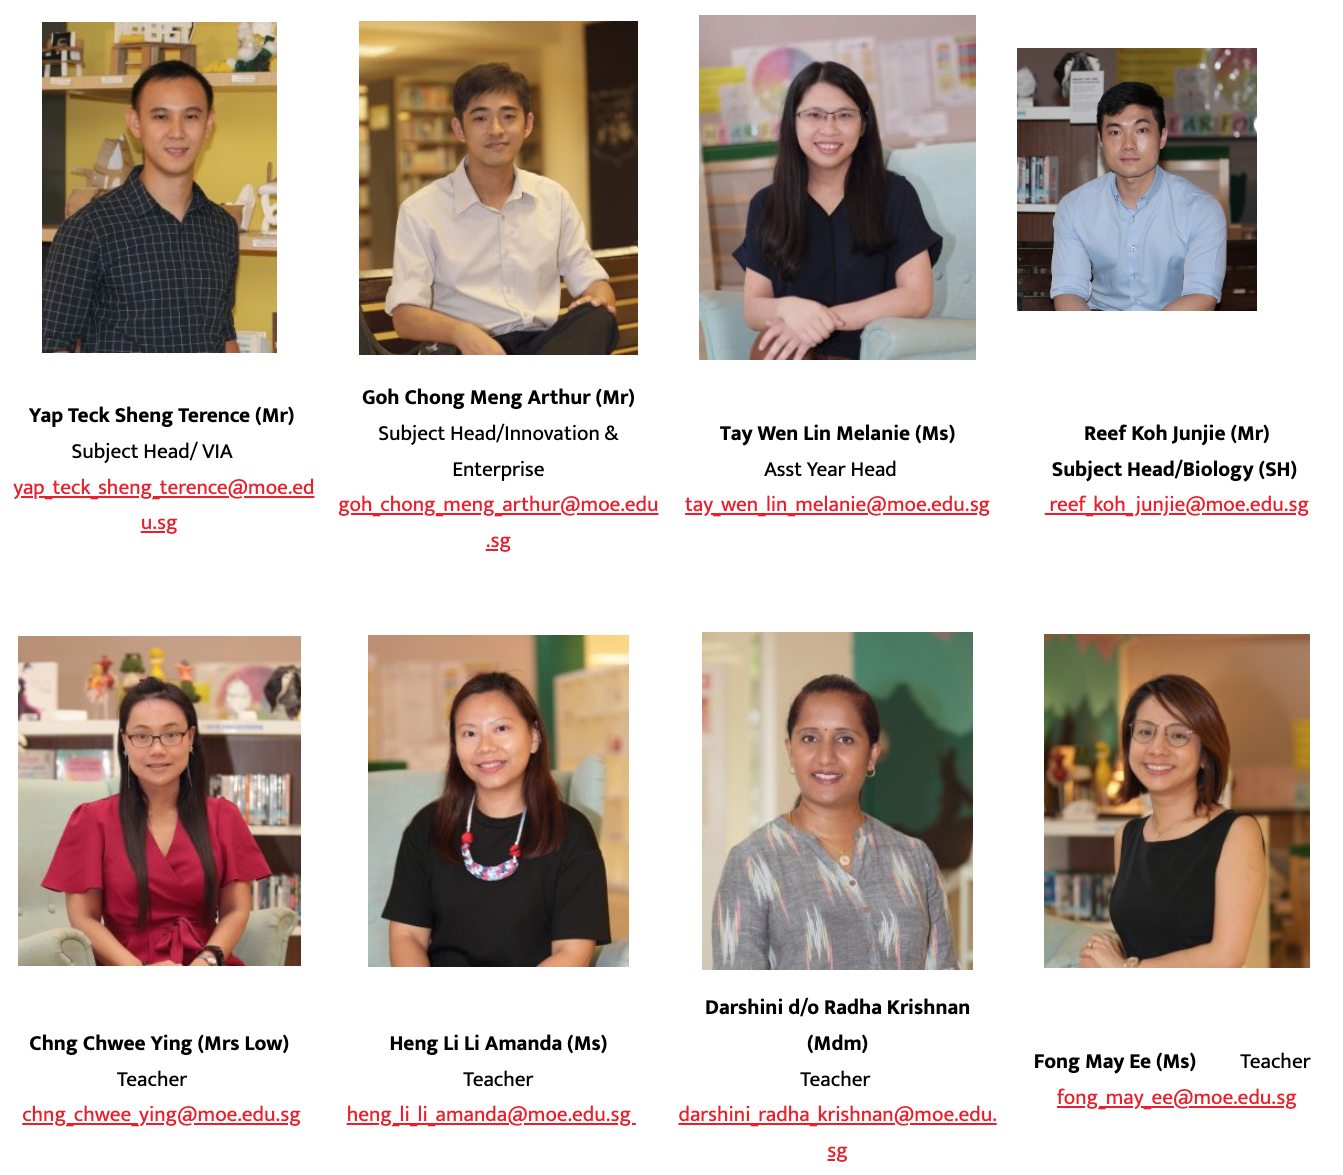 Yap Teck Sheng Terence (Mr)
Subject Head/ VIA
yap_teck_sheng_terence@moe.ed
u.sg
Goh Chong Meng Arthur (Mr)
Subject Head/Innovation &
Enterprise
goh_chong_meng_arthur@moe.edu
.sg
Tay Wen Lin Melanie (Ms)
Asst Year Head
tay_wen_lin_melanie@moe.edu.sg
Reef Koh Junjie (Mr)
Subject Head/Biology (SH)
reef_koh_junjie@moe.edu.sg
Chng Chwee Ying (Mrs Low)
Teacher
chng_chwee_ying@moe.edu.sg
Heng Li Li Amanda (Ms)
Teacher
heng_li_li_amanda@moe.edu.sg
Darshini d/o Radha Krishnan
(Mdm)
Teacher
darshini_radha_krishnan@moe.edu.
sg
Fong May Ee (Ms) Teacher
fong_may_ee@moe.edu.sg